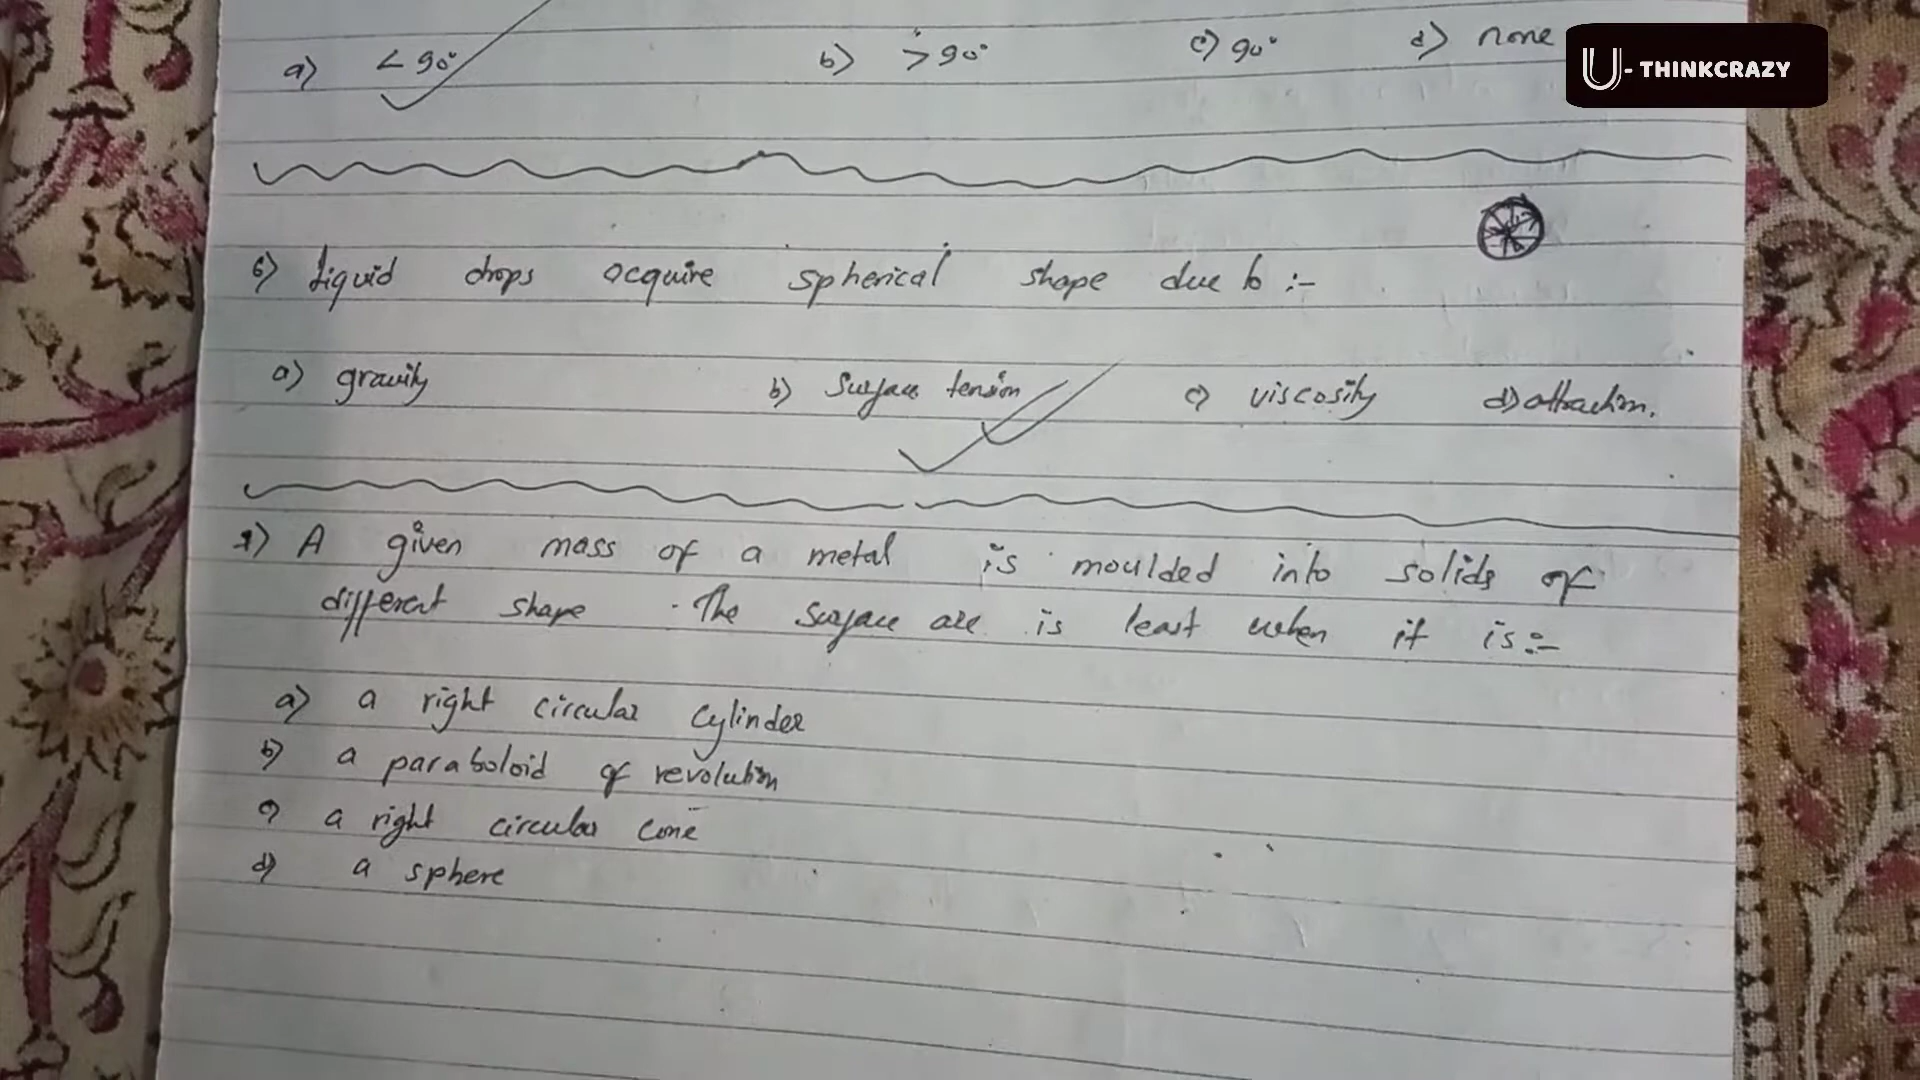 a) < 90° b) > 90° c) 90° d) none
U - THINKCRAZY
6) Liquid drops acquire spherical shape due to :-
a) gravity b) Surface tension c) viscosity d) attraction.
7) A given mass of a metal is moulded into solids of
different shape . The surface are is least when it is :-
a) a right circular cylinder
b) a paraboloid of revolution
c) a right circular cone
d) a sphere